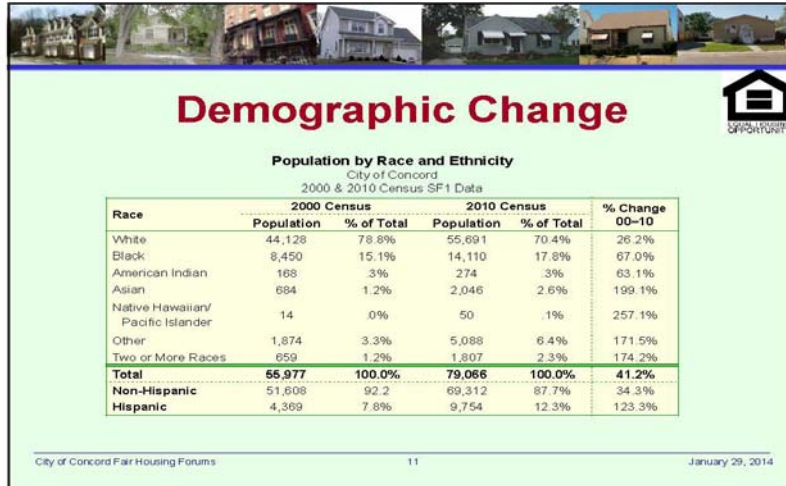 Demographic Change
EQUAL HOUSING
OPPORTUNITY
Population by Race and Ethnicity
City of Concord
2000 & 2010 Census SF1 Data
Race 2000 Census 2010 Census % Change
Population % of Total Population % of Total 00–10
White 44,128 78.8% 55,691 70.4% 26.2%
Black 8,450 15.1% 14,110 17.8% 67.0%
American Indian 168 .3% 274 .3% 63.1%
Asian 684 1.2% 2,046 2.6% 199.1%
Native Hawaiian/
Pacific Islander 14 .0% 50 .1% 257.1%
Other 1,874 3.3% 5,088 6.4% 171.5%
Two or More Races 659 1.2% 1,807 2.3% 174.2%
Total 55,977 100.0% 79,066 100.0% 41.2%
Non-Hispanic 51,608 92.2 69,312 87.7% 34.3%
Hispanic 4,369 7.8% 9,754 12.3% 123.3%
City of Concord Fair Housing Forums 11 January 29, 2014